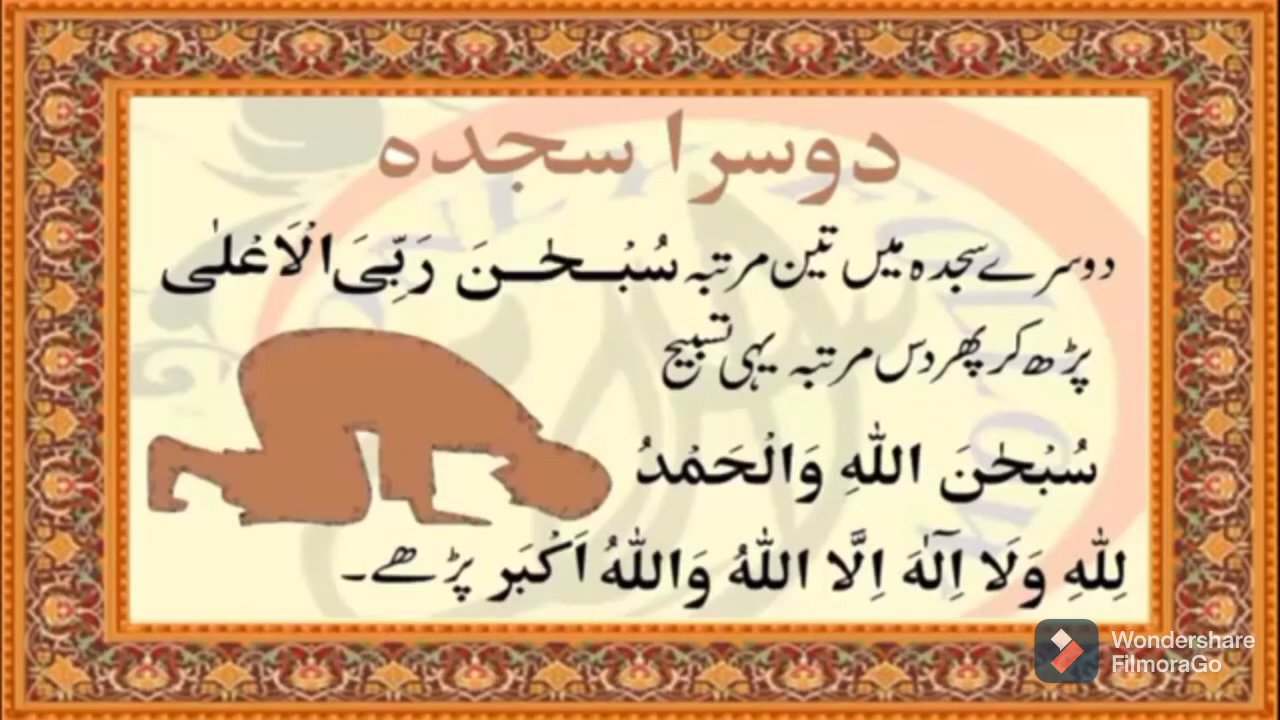 دوسرا سجدہ
دوسرے سجدہ میں تین مرتبہ سُبْحٰنَ رَبِّیَ الْاَعْلٰی
پڑھ کر پھر دس مرتبہ یہی تسبیح
سُبْحٰنَ اللّٰہِ وَالْحَمْدُ
لِلّٰہِ وَلَا اِلٰہَ اِلَّا اللّٰہُ وَاللّٰہُ اَکْبَر پڑھے۔
Wondershare
FilmoraGo